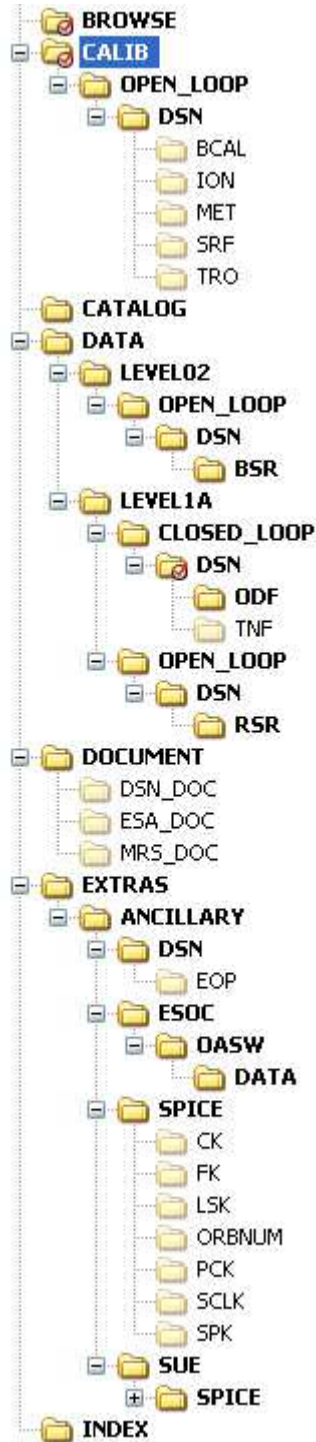 BROWSE
CALIB
OPEN_LOOP
DSN
BCAL
ION
MET
SRF
TRO
CATALOG
DATA
LEVEL02
OPEN_LOOP
DSN
BSR
LEVEL1A
CLOSED_LOOP
DSN
ODF
TNF
OPEN_LOOP
DSN
RSR
DOCUMENT
DSN_DOC
ESA_DOC
MRS_DOC
EXTRAS
ANCILLARY
DSN
EOP
ESOC
OASW
DATA
SPICE
CK
FK
LSK
ORBNUM
PCK
SCLK
SPK
SUE
SPICE
INDEX